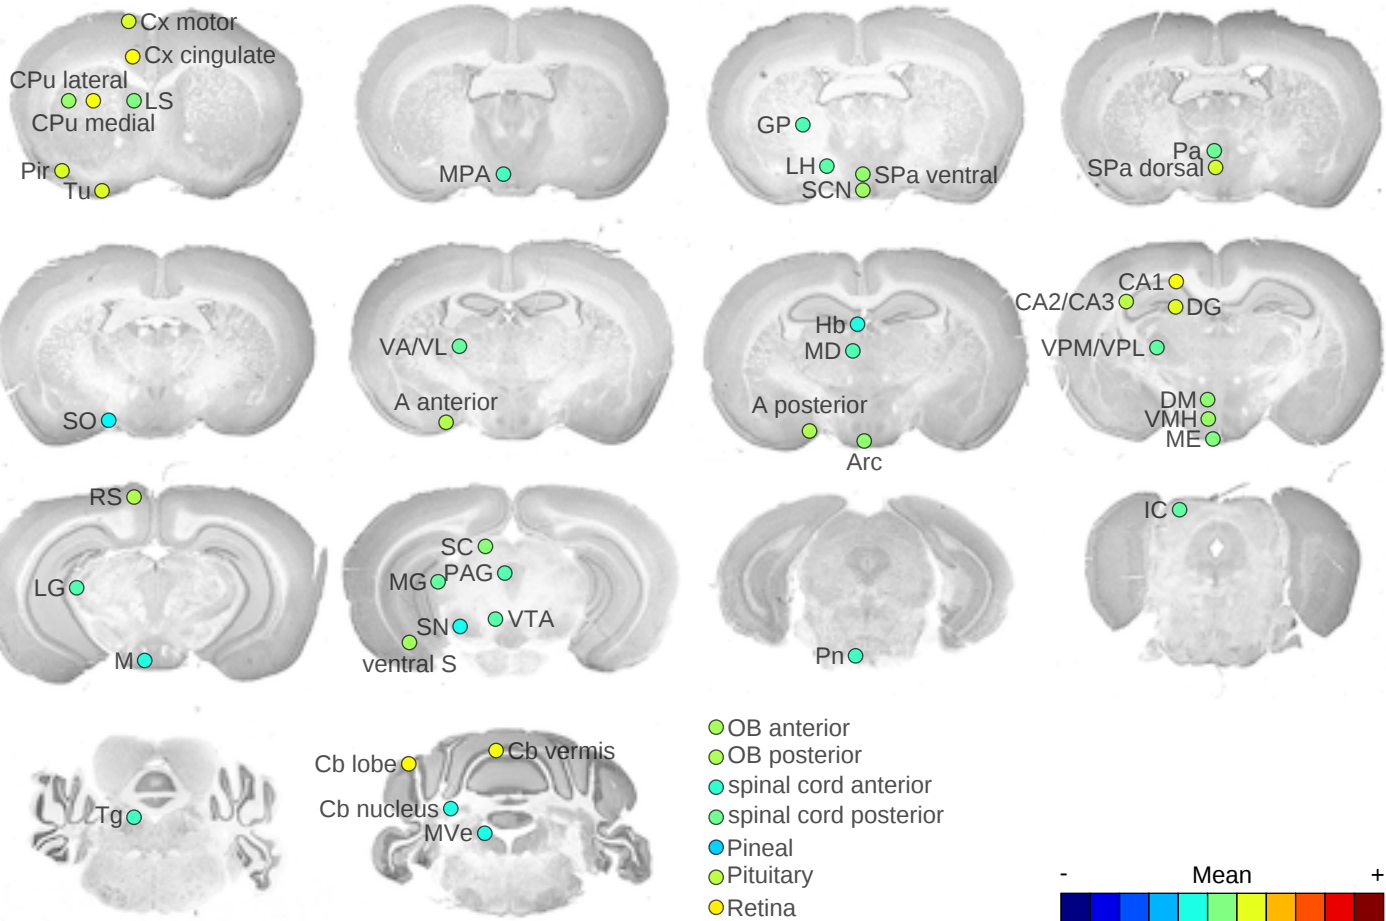 Cx motor
Cx cingulate
CPu lateral
LS
CPu medial
Pir
Tu
MPA
GP
LH
SPa ventral
SCN
Pa
SPa dorsal
SO
VA/VL
A anterior
Hb
MD
A posterior
Arc
CA1
CA2/CA3
DG
VPM/VPL
DM
VMH
ME
RS
LG
M
SC
MG
PAG
SN
VTA
ventral S
Pn
IC
Tg
Cb lobe
Cb vermis
Cb nucleus
MVe
OB anterior
OB posterior
spinal cord anterior
spinal cord posterior
Pineal
Pituitary
Retina
- Mean +